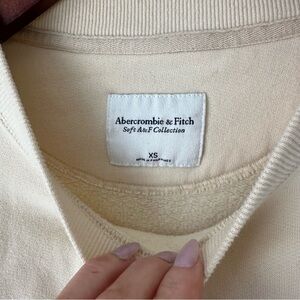 Abercrombie & Fitch
Soft A&F Collection
XS